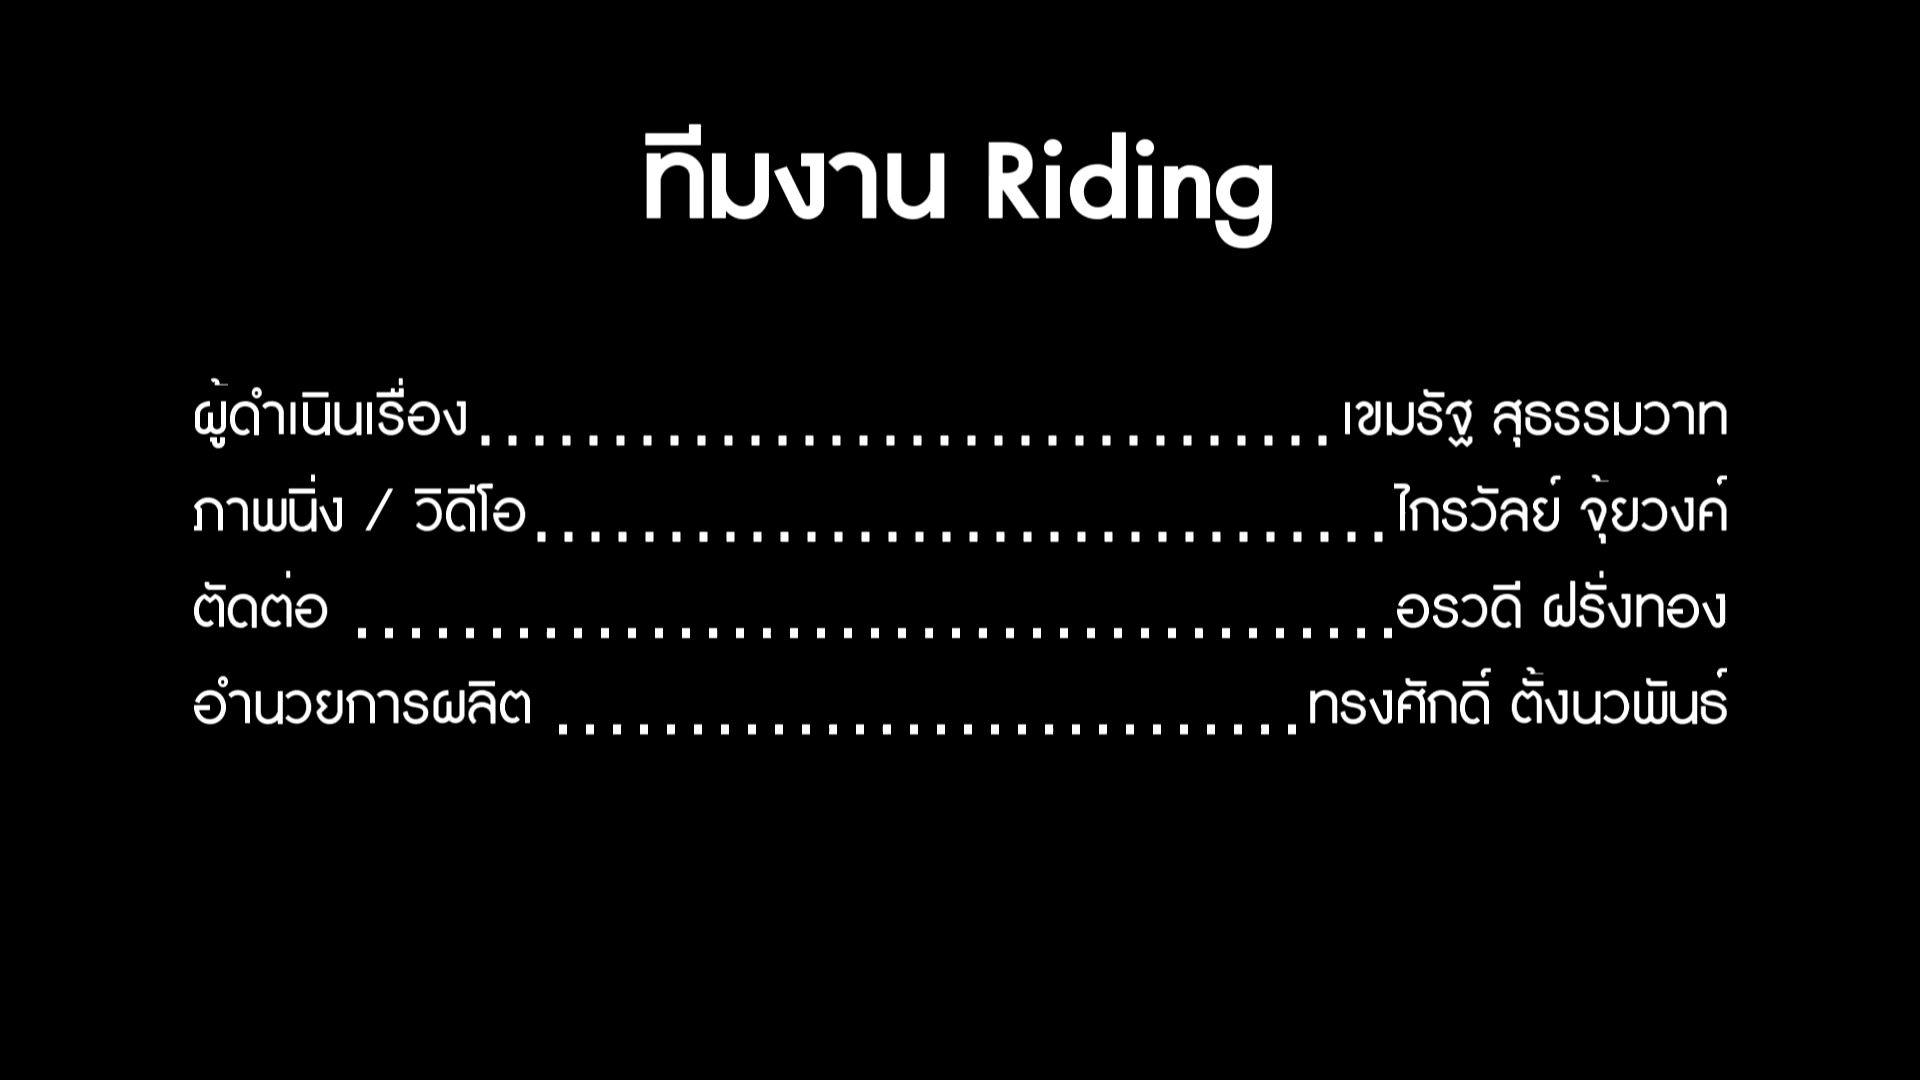 ทีมงาน Riding
ผู้ดำเนินเรื่อง................................เขมรัฐ สุธรรมวาท
ภาพนิ่ง / วิดีโอ................................ไกรวัลย์ จุ้ยวงค์
ตัดต่อ .......................................อรวดี ฝรั่งทอง
อำนวยการผลิต ............................ทรงศักดิ์ ตั้งนวพันธ์